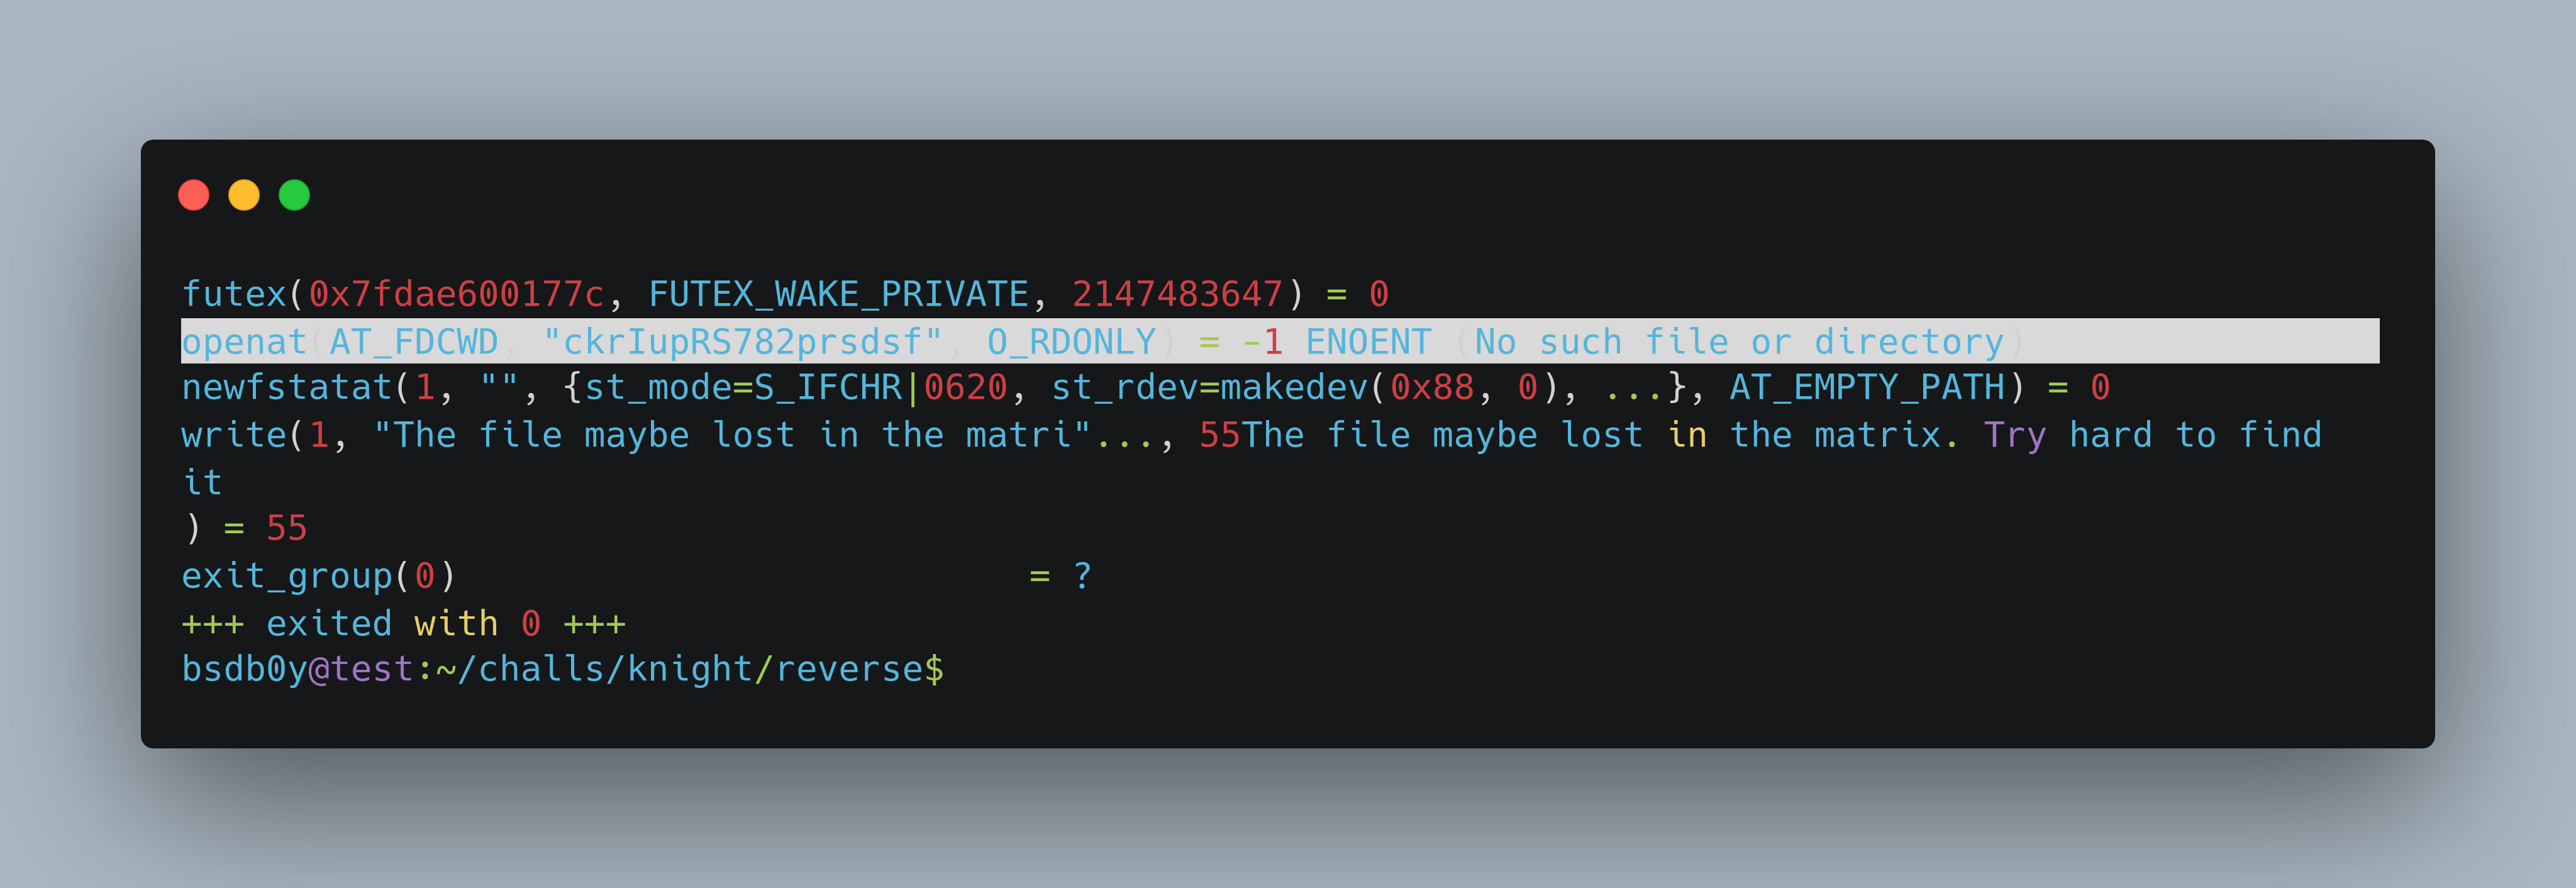 futex(0x7fdae600177c, FUTEX_WAKE_PRIVATE, 2147483647) = 0
openat(AT_FDCWD, "ckrIupRS782prsdsf", O_RDONLY) = -1 ENOENT (No such file or directory)
newfstatat(1, "", {st_mode=S_IFCHR|0620, st_rdev=makedev(0x88, 0), ...}, AT_EMPTY_PATH) = 0
write(1, "The file maybe lost in the matri"..., 55The file maybe lost in the matrix. Try hard to find
it
) = 55
exit_group(0)                           = ?
+++ exited with 0 +++
bsdb0y@test:~/challs/knight/reverse$